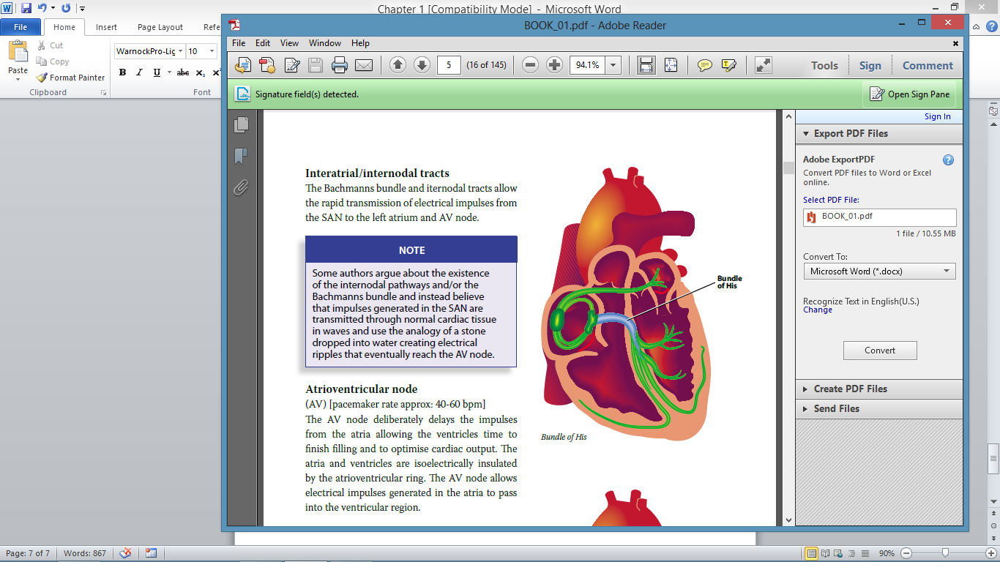 Chapter 1 [Compatibility Mode] - Microsoft Word
File Home Insert Page Layout Refe
Cut
Copy
Format Painter
Paste
Clipboard
WarnockPro-Lig 10
B I U abc X₂ X
Font
BOOK_01.pdf - Adobe Reader
File Edit View Window Help
5 (16 of 145) 94.1% Tools Sign Comment
Signature field(s) detected. Open Sign Pane
Interatrial/internodal tracts
The Bachmanns bundle and iternodal tracts allow
the rapid transmission of electrical impulses from
the SAN to the left atrium and AV node.
NOTE
Some authors argue about the existence
of the internodal pathways and/or the
Bachmanns bundle and instead believe
that impulses generated in the SAN are
transmitted through normal cardiac tissue
in waves and use the analogy of a stone
dropped into water creating electrical
ripples that eventually reach the AV node.
Atrioventricular node
(AV) [pacemaker rate approx: 40-60 bpm]
The AV node deliberately delays the impulses
from the atria allowing the ventricles time to
finish filling and to optimise cardiac output. The
atria and ventricles are isoelectrically insulated
by the atrioventricular ring. The AV node allows
electrical impulses generated in the atria to pass
into the ventricular region.
Bundle
of His
Bundle of His
Sign In
Export PDF Files
Adobe ExportPDF
Convert PDF files to Word or Excel
online.
Select PDF File:
BOOK_01.pdf
1 file / 10.55 MB
Convert To:
Microsoft Word (*.docx)
Recognize Text in English(U.S.)
Change
Convert
Create PDF Files
Send Files
Page: 7 of 7 Words: 867 90%